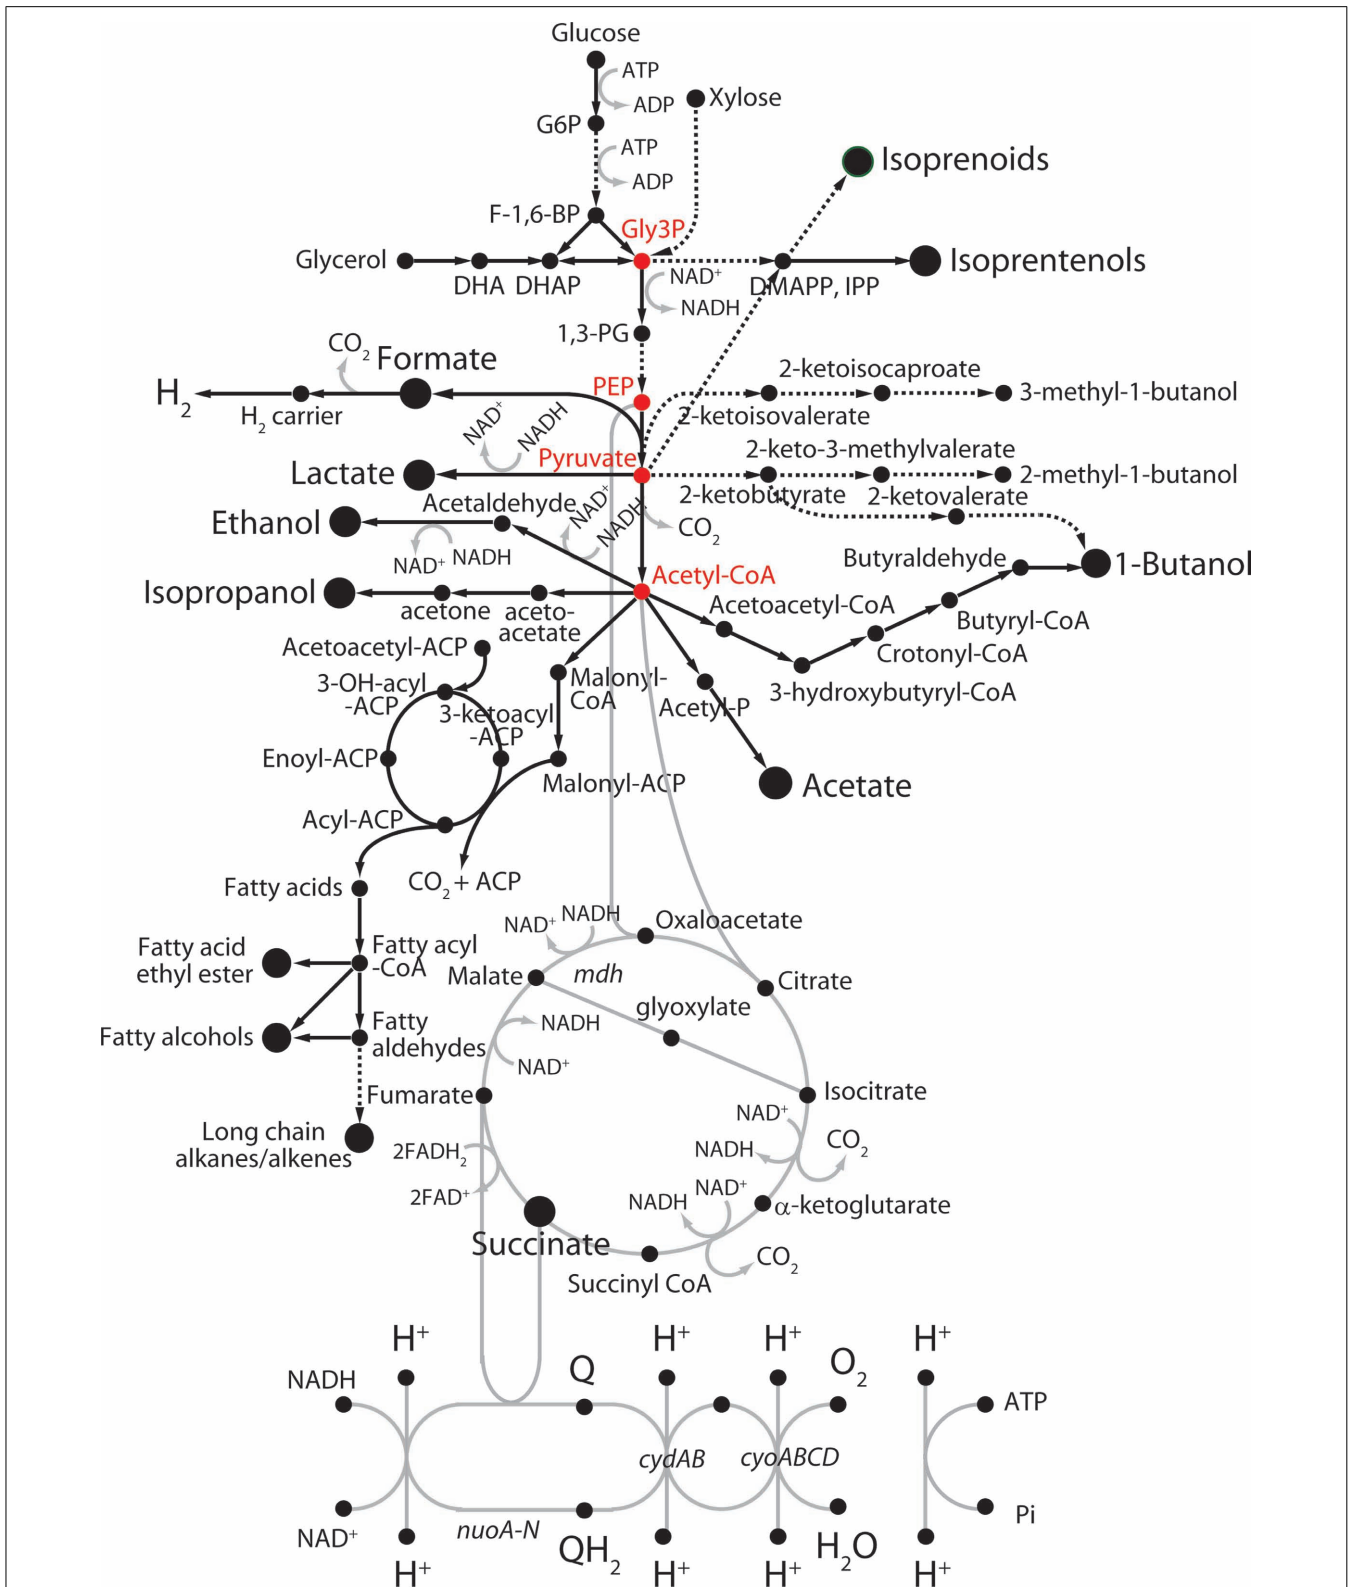 Glucose
ATP
ADP
Xylose
G6P
ATP
ADP
Isoprenoids
F-1,6-BP
Gly3P
Glycerol
DHA
DHAP
NAD⁺
DMAPP, IPP
Isoprentenols
NADH
1,3-PG
CO₂
Formate
PEP
2-ketoisocaproate
H₂
H₂ carrier
NAD⁺
NADH
2-ketoisovalerate
3-methyl-1-butanol
Pyruvate
2-keto-3-methylvalerate
Lactate
2-ketobutyrate
2-ketovalerate
2-methyl-1-butanol
Acetaldehyde
NAD⁺
NADH
CO₂
Ethanol
NAD⁺
NADH
Butyraldehyde
1-Butanol
Acetyl-CoA
Isopropanol
acetone
aceto-
acetate
Acetoacetyl-CoA
Butyryl-CoA
Crotonyl-CoA
3-hydroxybutyryl-CoA
Acetoacetyl-ACP
3-OH-acyl
-ACP
3-ketoacyl
-ACP
Malonyl-
CoA
Acetyl-P
Enoyl-ACP
Malonyl-ACP
Acetate
Acyl-ACP
Fatty acids
CO₂ + ACP
Fatty acid
ethyl ester
Fatty acyl
-CoA
NAD⁺
NADH
Oxaloacetate
Malate
mdh
Citrate
glyoxylate
Fatty alcohols
Fatty
aldehydes
NADH
NAD⁺
Fumarate
Isocitrate
NAD⁺
Long chain
alkanes/alkenes
2FADH₂
NADH
CO₂
2FAD⁺
NADH
NAD⁺
α-ketoglutarate
Succinate
CO₂
Succinyl CoA
H⁺
H⁺
H⁺
H⁺
NADH
Q
O₂
ATP
cydAB
cyoABCD
NAD⁺
nuoA-N
QH₂
H₂O
Pi
H⁺
H⁺
H⁺
H⁺